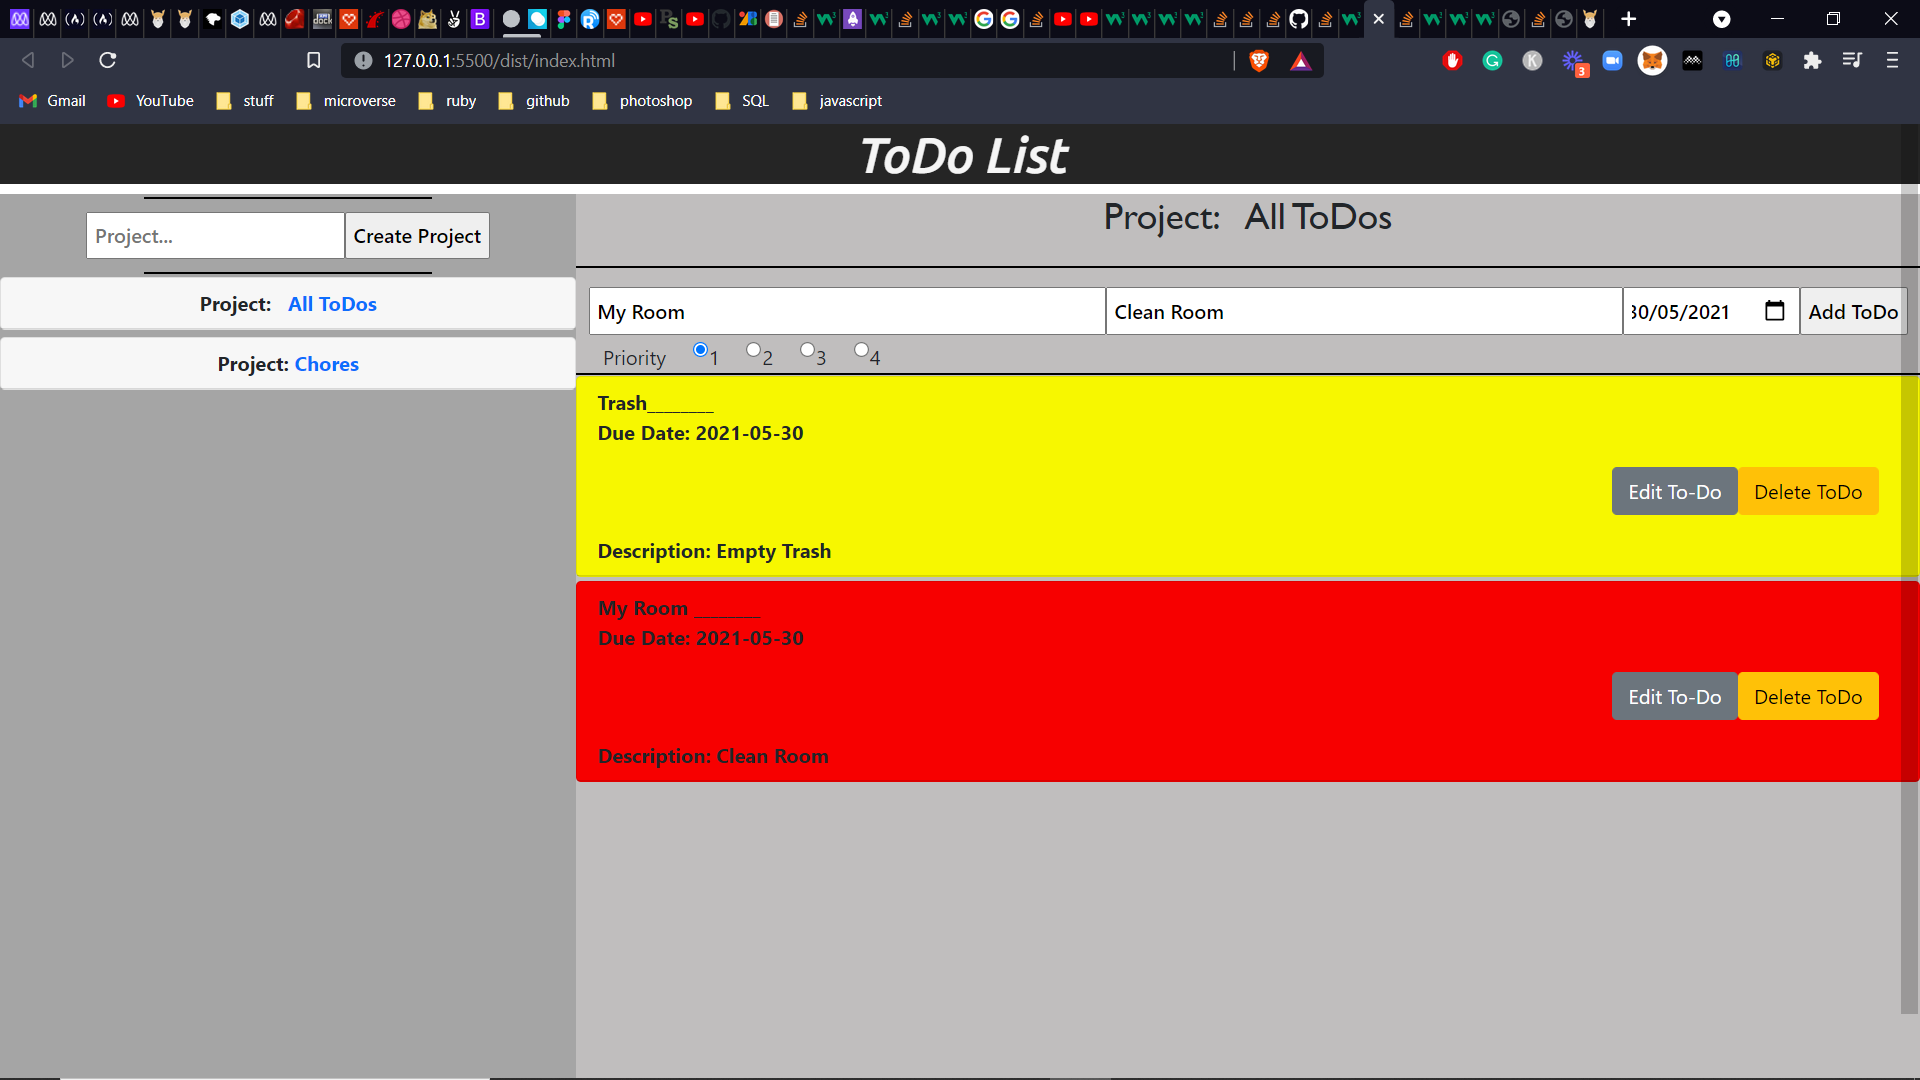 127.0.0.1:5500/dist/index.html
3
Gmail YouTube stuff microverse ruby github photoshop SQL javascript
ToDo List
Project... Create Project
Project: All ToDos
Project: Chores
Project: All ToDos
My Room Clean Room 30/05/2021 Add ToDo
Priority 1 2 3 4
Trash________
Due Date: 2021-05-30
Edit To-Do Delete ToDo
Description: Empty Trash
My Room ________
Due Date: 2021-05-30
Edit To-Do Delete ToDo
Description: Clean Room